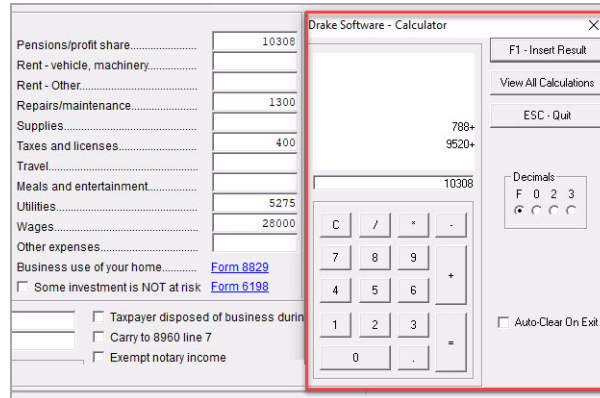 Pensions/profit share.................. 10308
Rent - vehicle, machinery..................
Rent - Other..................
Repairs/maintenance.................. 1300
Supplies..................
Taxes and licenses.................. 400
Travel..................
Meals and entertainment..................
Utilities.................. 5275
Wages.................. 28000
Other expenses..................
Business use of your home............ Form 8829
Some investment is NOT at risk Form 6198
Taxpayer disposed of business durin
Carry to 8960 line 7
Exempt notary income
Drake Software - Calculator X
788+
9520+
10308
C / * -
7 8 9 +
4 5 6
1 2 3 =
0 .
F1 - Insert Result
View All Calculations
ESC - Quit
Decimals
F 0 2 3
Auto-Clear On Exit